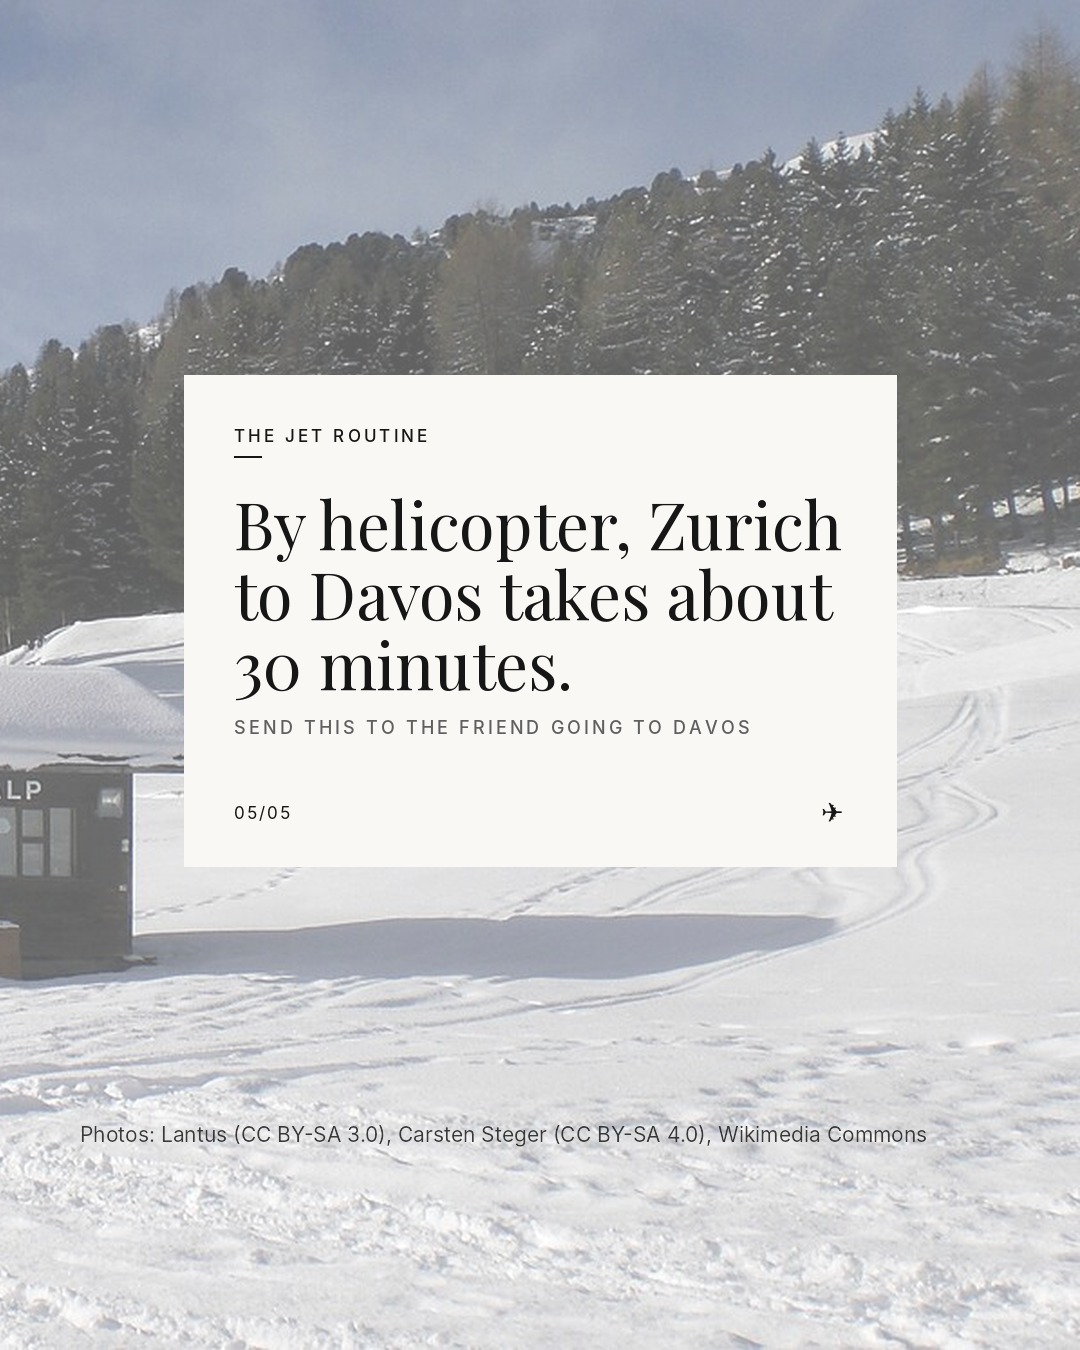 THE JET ROUTINE
By helicopter, Zurich
to Davos takes about
30 minutes.
SEND THIS TO THE FRIEND GOING TO DAVOS
LP
05/05 ✈
Photos: Lantus (CC BY-SA 3.0), Carsten Steger (CC BY-SA 4.0), Wikimedia Commons